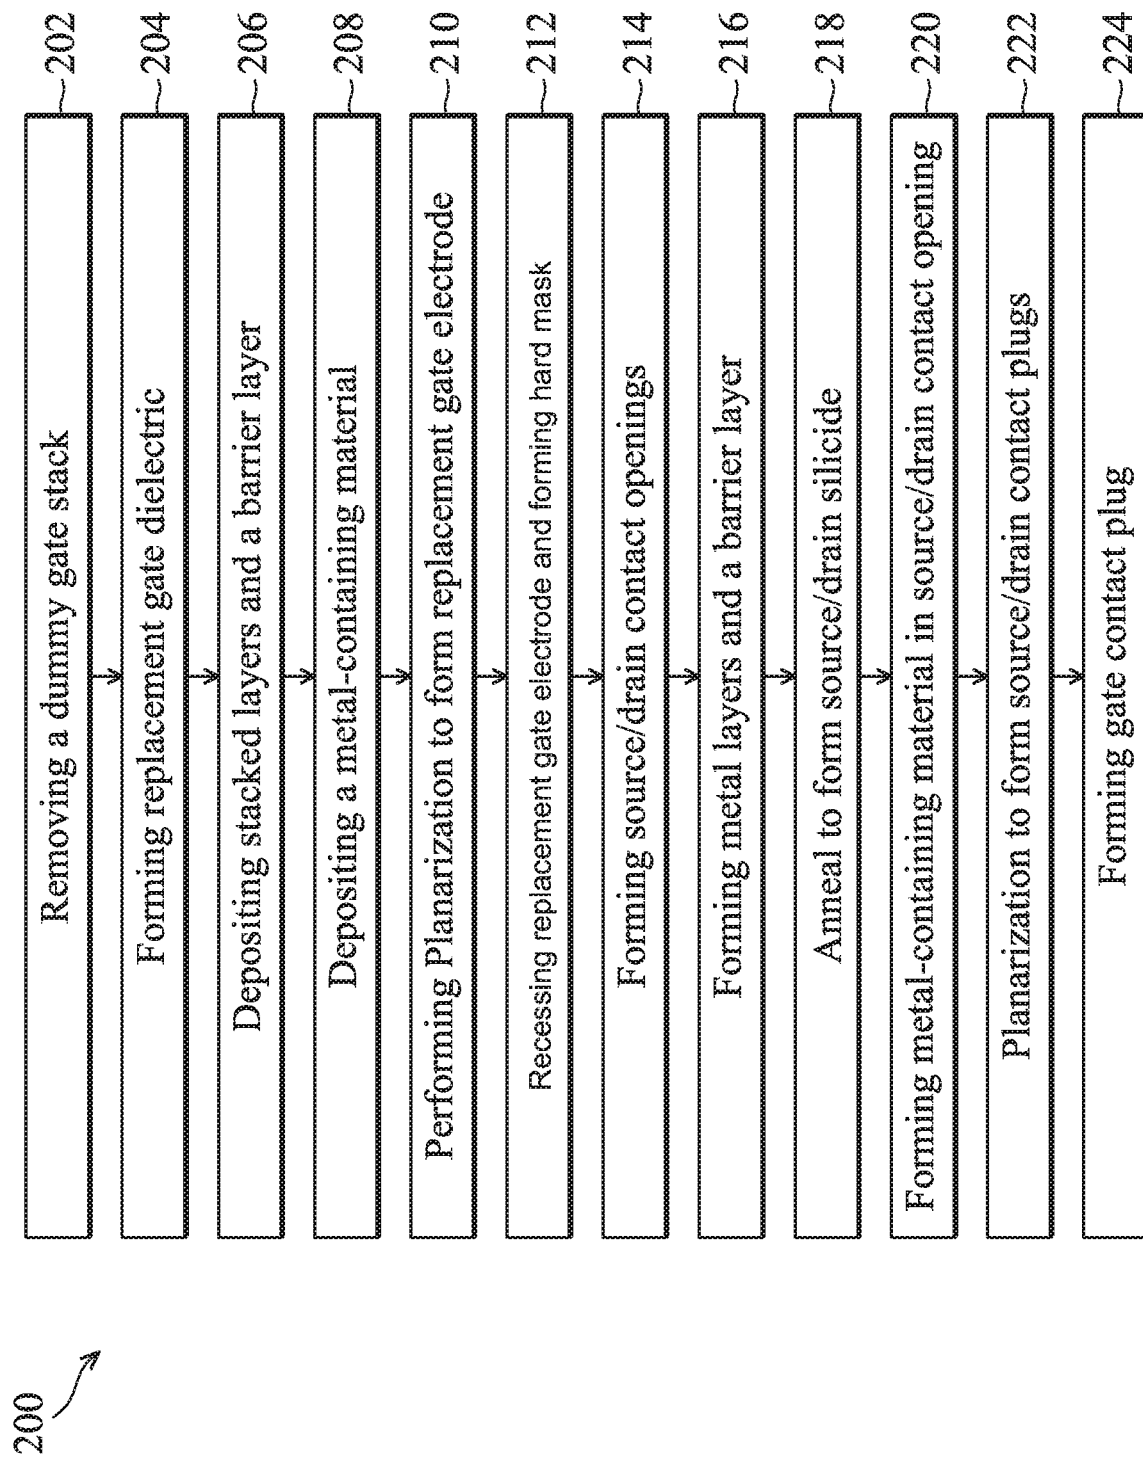 200
Removing a dummy gate stack 202
Forming replacement gate dielectric 204
Depositing stacked layers and a barrier layer 206
Depositing a metal-containing material 208
Performing Planarization to form replacement gate electrode 210
Recessing replacement gate electrode and forming hard mask 212
Forming source/drain contact openings 214
Forming metal layers and a barrier layer 216
Anneal to form source/drain silicide 218
Forming metal-containing material in source/drain contact opening 220
Planarization to form source/drain contact plugs 222
Forming gate contact plug 224